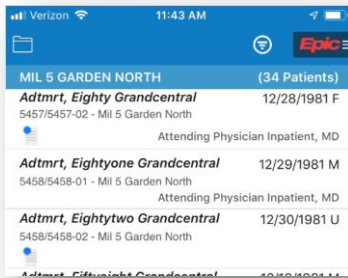 Verizon 11:43 AM
Epic
MIL 5 GARDEN NORTH (34 Patients)
Adtmrt, Eighty Grandcentral 12/28/1981 F
5457/5457-02 - Mil 5 Garden North
Attending Physician Inpatient, MD
Adtmrt, Eightyone Grandcentral 12/29/1981 M
5458/5458-01 - Mil 5 Garden North
Attending Physician Inpatient, MD
Adtmrt, Eightytwo Grandcentral 12/30/1981 U
5458/5458-02 - Mil 5 Garden North
Adtmrt, Fiftyeight Grandcentral